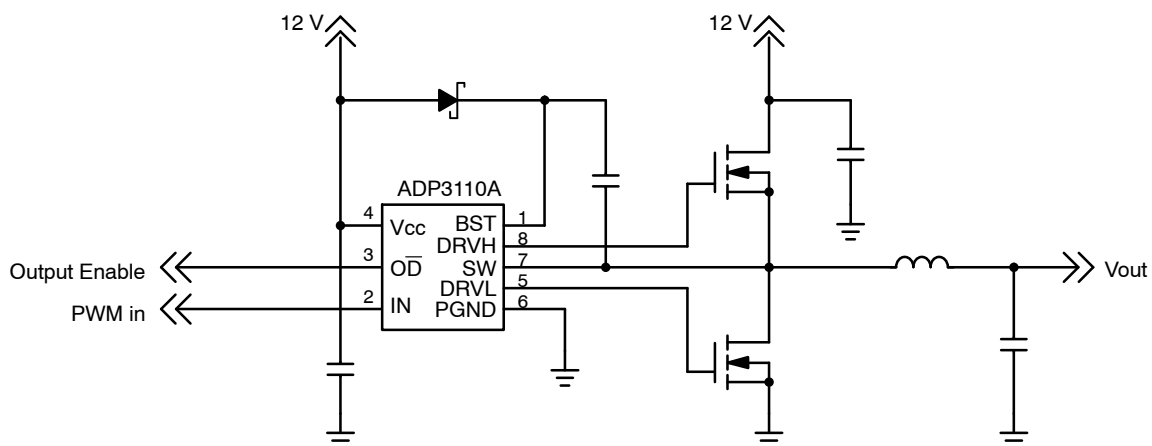 12 V
12 V
ADP3110A
4 Vcc BST 1
DRVH 8
Output Enable 3 OD̅ SW 7 Vout
DRVL 5
PWM in 2 IN PGND 6